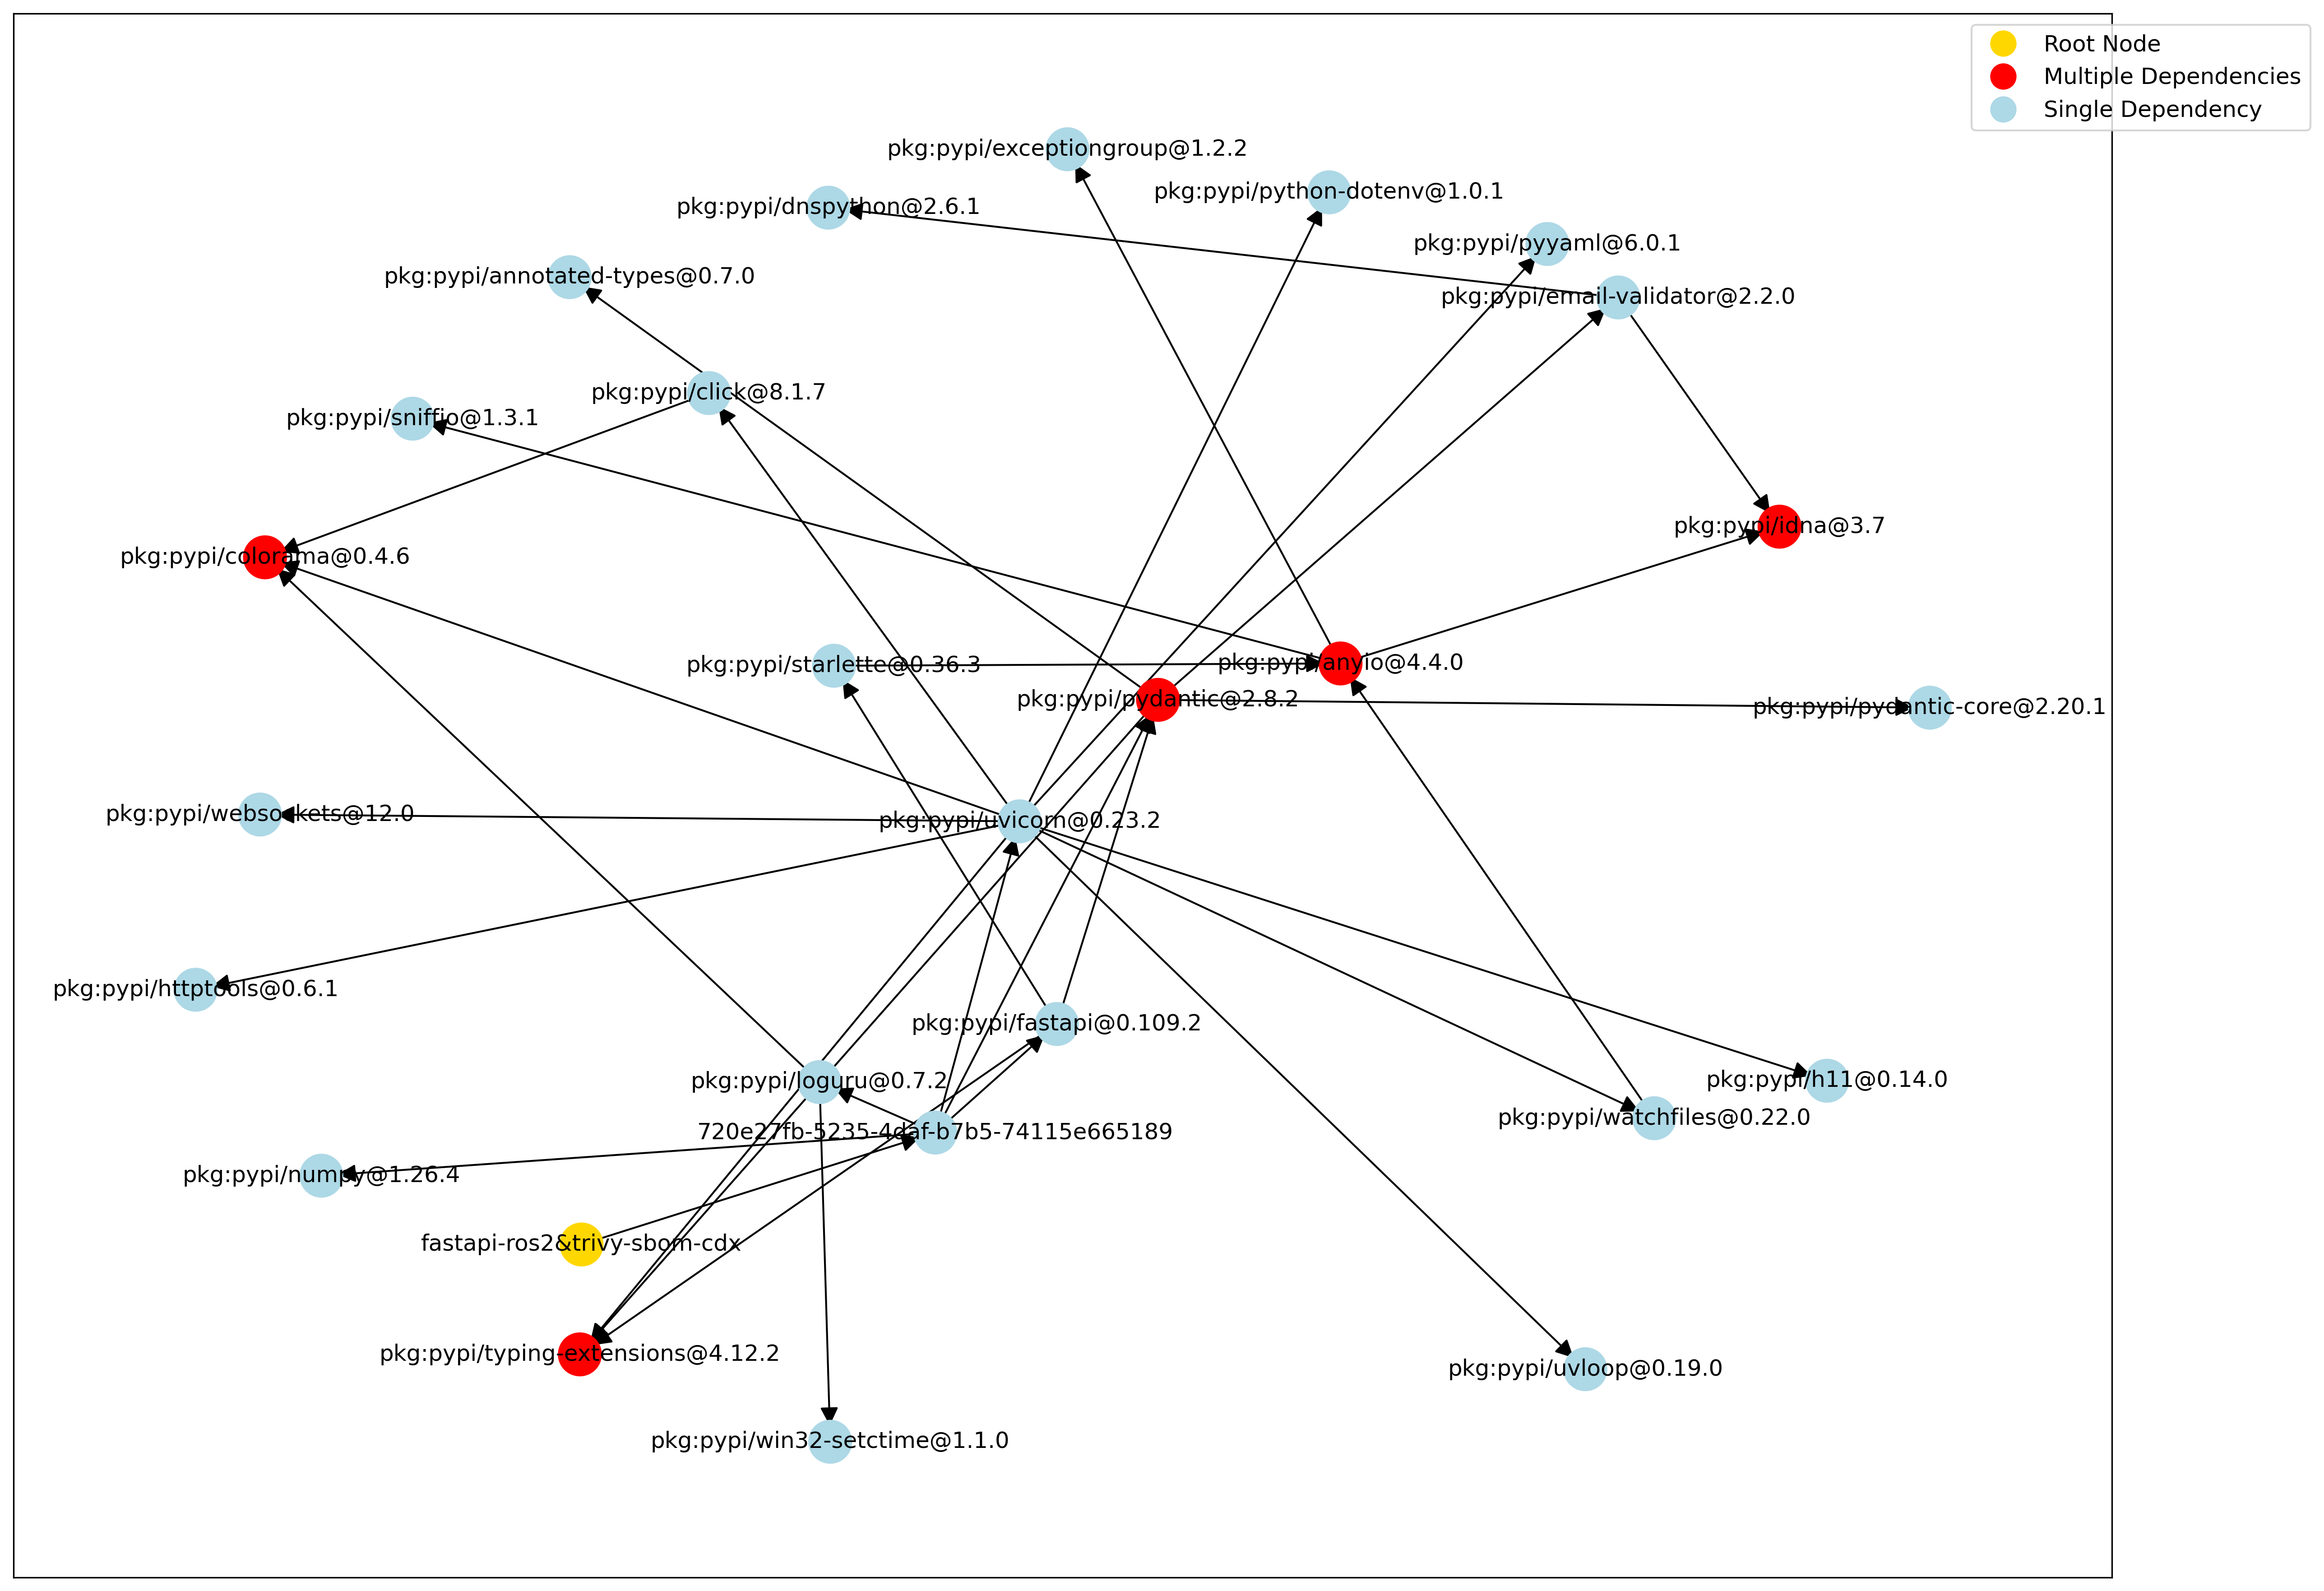 Root Node
Multiple Dependencies
Single Dependency
pkg:pypi/exceptiongroup@1.2.2
pkg:pypi/python-dotenv@1.0.1
pkg:pypi/dnspython@2.6.1
pkg:pypi/pyyaml@6.0.1
pkg:pypi/annotated-types@0.7.0
pkg:pypi/email-validator@2.2.0
pkg:pypi/click@8.1.7
pkg:pypi/sniffio@1.3.1
pkg:pypi/idna@3.7
pkg:pypi/colorama@0.4.6
pkg:pypi/starlette@0.36.3
pkg:pypi/anyio@4.4.0
pkg:pypi/pydantic@2.8.2
pkg:pypi/pydantic-core@2.20.1
pkg:pypi/websockets@12.0
pkg:pypi/uvicorn@0.23.2
pkg:pypi/httptools@0.6.1
pkg:pypi/fastapi@0.109.2
pkg:pypi/loguru@0.7.2
pkg:pypi/h11@0.14.0
pkg:pypi/watchfiles@0.22.0
720e27fb-5235-4daf-b7b5-74115e665189
pkg:pypi/numpy@1.26.4
fastapi-ros2&trivy-sbom-cdx
pkg:pypi/typing-extensions@4.12.2
pkg:pypi/uvloop@0.19.0
pkg:pypi/win32-setctime@1.1.0